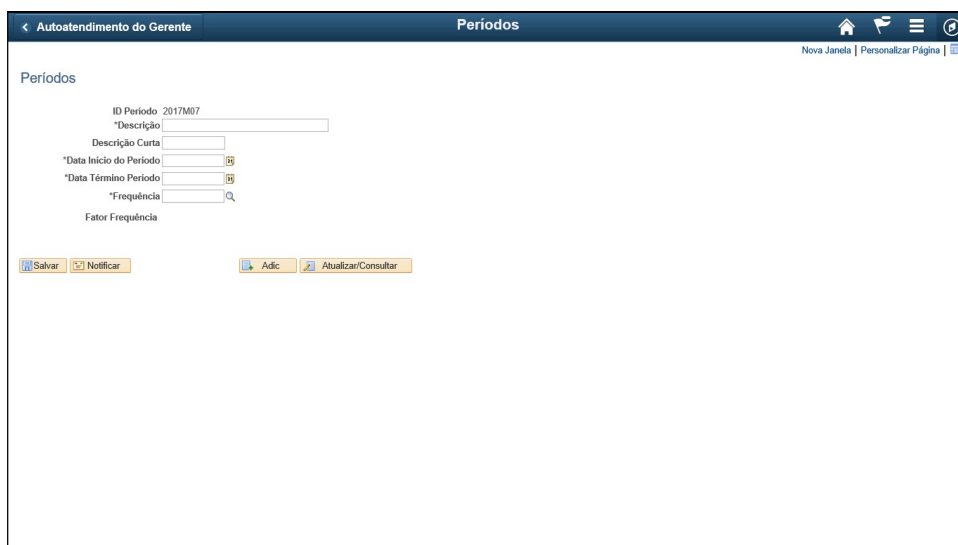 Autoatendimento do Gerente
Períodos
Nova Janela | Personalizar Página |
Períodos
ID Período 2017M07
*Descrição
Descrição Curta
*Data Início do Período
*Data Término Período
*Frequência
Fator Frequência
Salvar Notificar Adic Atualizar/Consultar